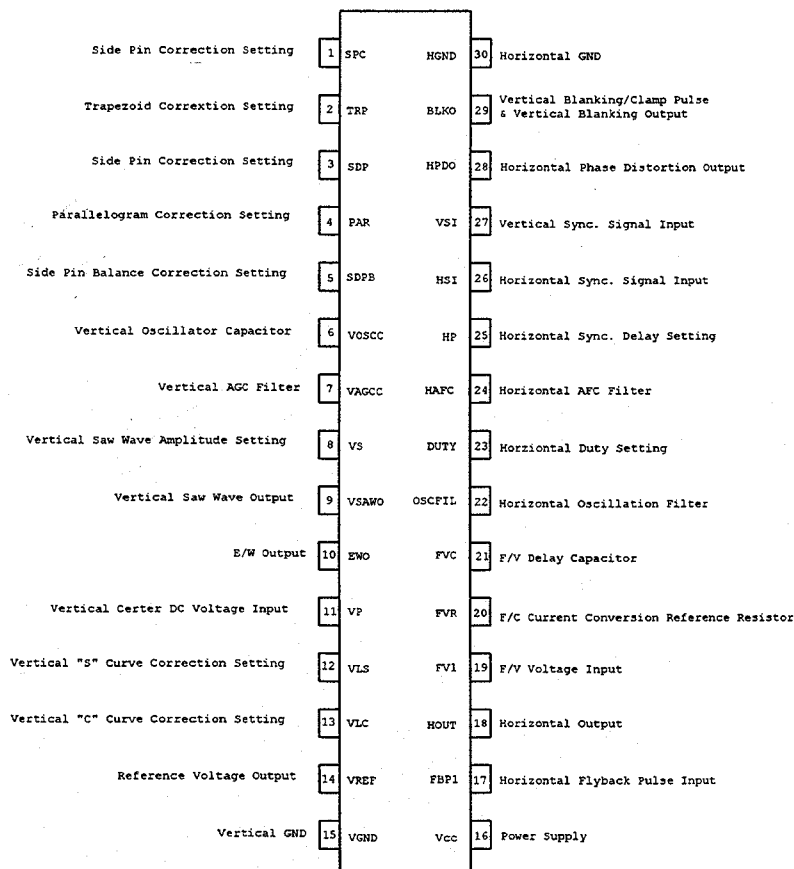 Side Pin Correction Setting 1 SPC HGND 30 Horizontal GND
Trapezoid Corrextion Setting 2 TRP BLKO 29 Vertical Blanking/Clamp Pulse
& Vertical Blanking Output
Side Pin Correction Setting 3 SDP HPDO 28 Horizontal Phase Distortion Output
Parallelogram Correction Setting 4 PAR VSI 27 Vertical Sync. Signal Input
Side Pin Balance Correction Setting 5 SDPB HSI 26 Horizontal Sync. Signal Input
Vertical Oscillator Capacitor 6 VOSCC HP 25 Horizontal Sync. Delay Setting
Vertical AGC Filter 7 VAGCC HAFC 24 Horizontal AFC Filter
Vertical Saw Wave Amplitude Setting 8 VS DUTY 23 Horziontal Duty Setting
Vertical Saw Wave Output 9 VSAWO OSCFIL 22 Horizontal Oscillation Filter
E/W Output 10 EWO FVC 21 F/V Delay Capacitor
Vertical Certer DC Voltage Input 11 VP FVR 20 F/C Current Conversion Reference Resistor
Vertical "S" Curve Correction Setting 12 VLS FV1 19 F/V Voltage Input
Vertical "C" Curve Correction Setting 13 VLC HOUT 18 Horizontal Output
Reference Voltage Output 14 VREF FBP1 17 Horizontal Flyback Pulse Input
Vertical GND 15 VGND Vcc 16 Power Supply